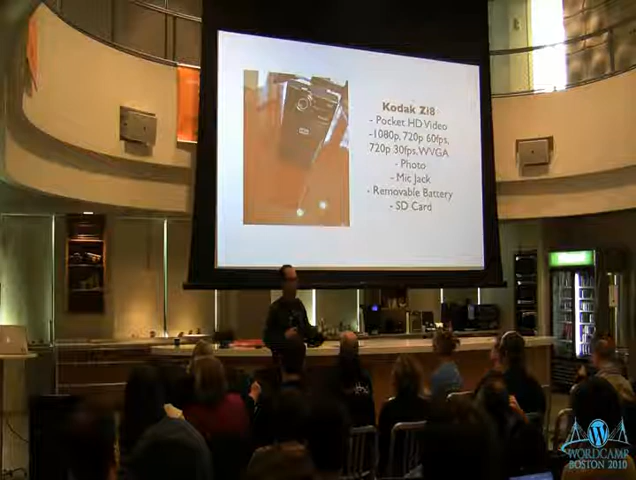 Kodak Zi8
- Pocket HD Video
-1080p, 720p 60fps,
720p 30fps, WVGA
- Photo
- Mic Jack
- Removable Battery
- SD Card
WORDCAMP
BOSTON 2010